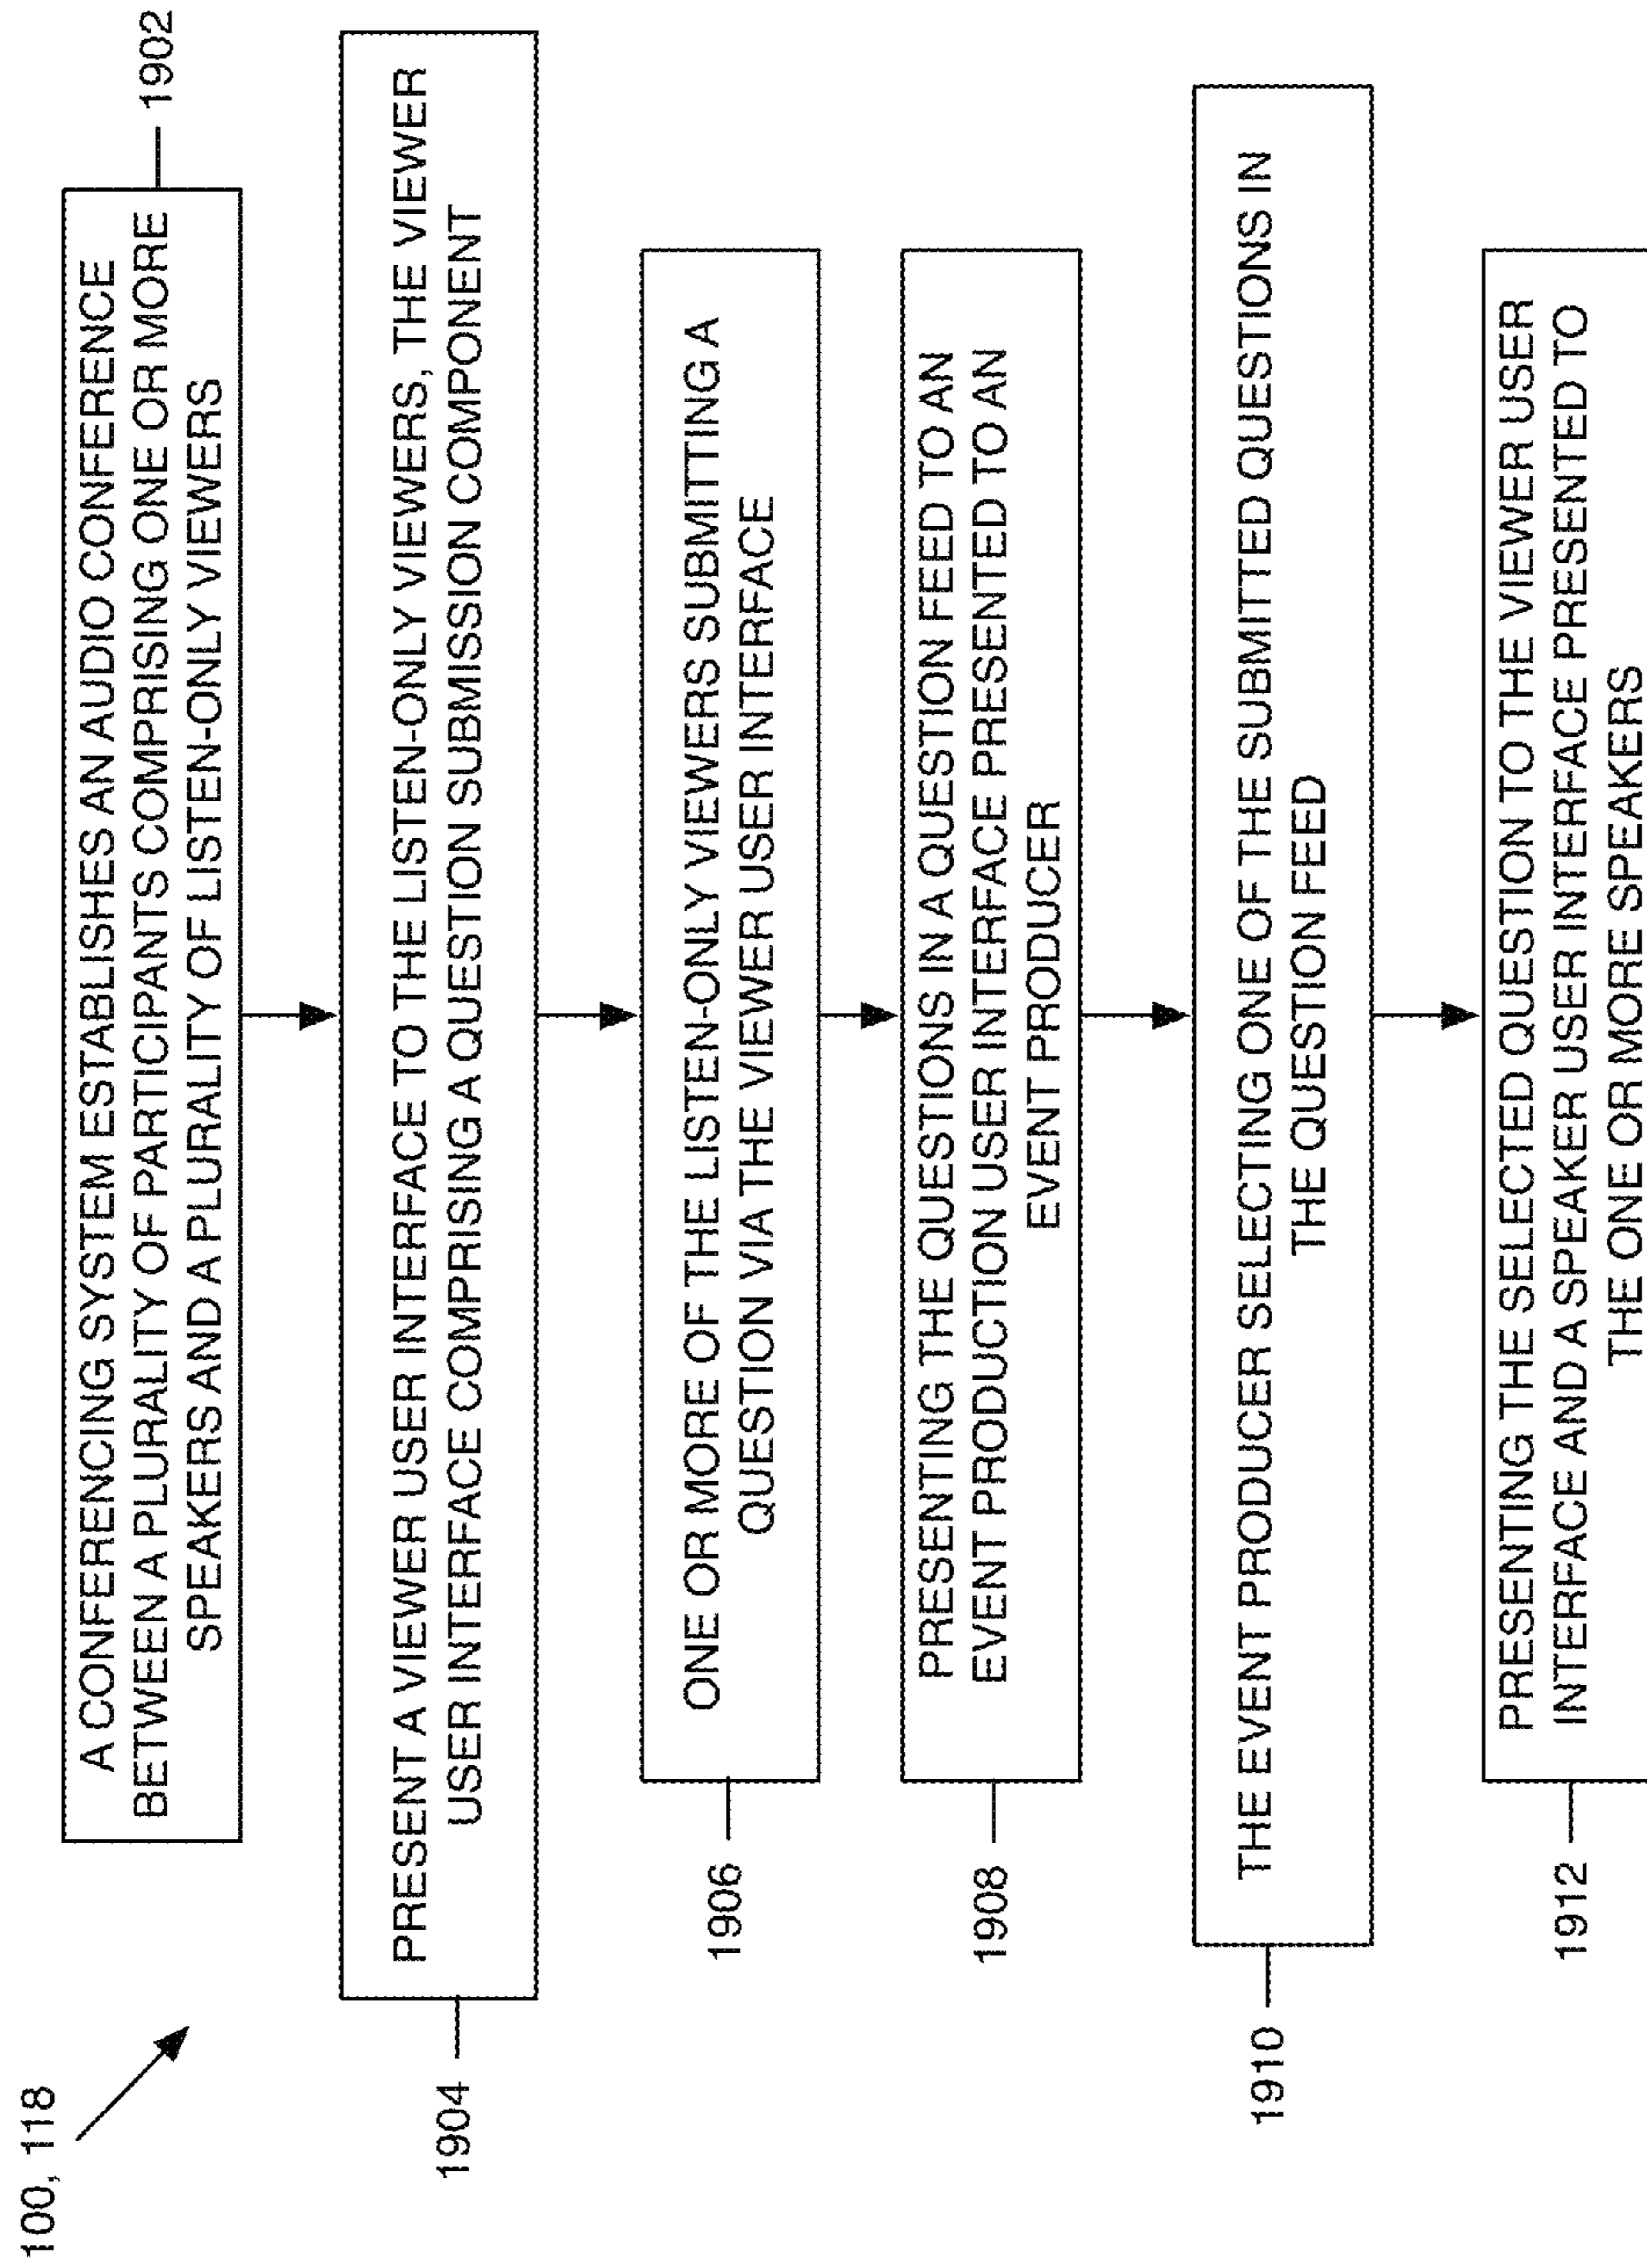 100, 118
A CONFERENCING SYSTEM ESTABLISHES AN AUDIO CONFERENCE
BETWEEN A PLURALITY OF PARTICIPANTS COMPRISING ONE OR MORE
SPEAKERS AND A PLURALITY OF LISTEN-ONLY VIEWERS
1902
PRESENT A VIEWER USER INTERFACE TO THE LISTEN-ONLY VIEWERS, THE VIEWER
USER INTERFACE COMPRISING A QUESTION SUBMISSION COMPONENT
1904
ONE OR MORE OF THE LISTEN-ONLY VIEWERS SUBMITTING A
QUESTION VIA THE VIEWER USER INTERFACE
1906
PRESENTING THE QUESTIONS IN A QUESTION FEED TO AN
EVENT PRODUCTION USER INTERFACE PRESENTED TO AN
EVENT PRODUCER
1908
THE EVENT PRODUCER SELECTING ONE OF THE SUBMITTED QUESTIONS IN
THE QUESTION FEED
1910
PRESENTING THE SELECTED QUESTION TO THE VIEWER USER
INTERFACE AND A SPEAKER USER INTERFACE PRESENTED TO
THE ONE OR MORE SPEAKERS
1912